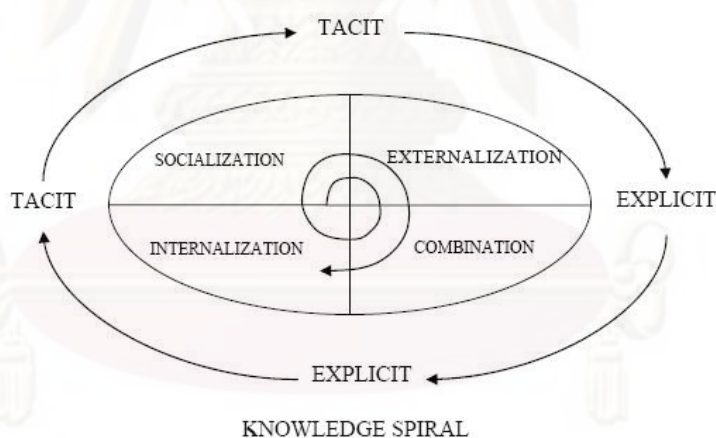 TACIT
SOCIALIZATION
EXTERNALIZATION
TACIT
EXPLICIT
INTERNALIZATION
COMBINATION
EXPLICIT
KNOWLEDGE SPIRAL